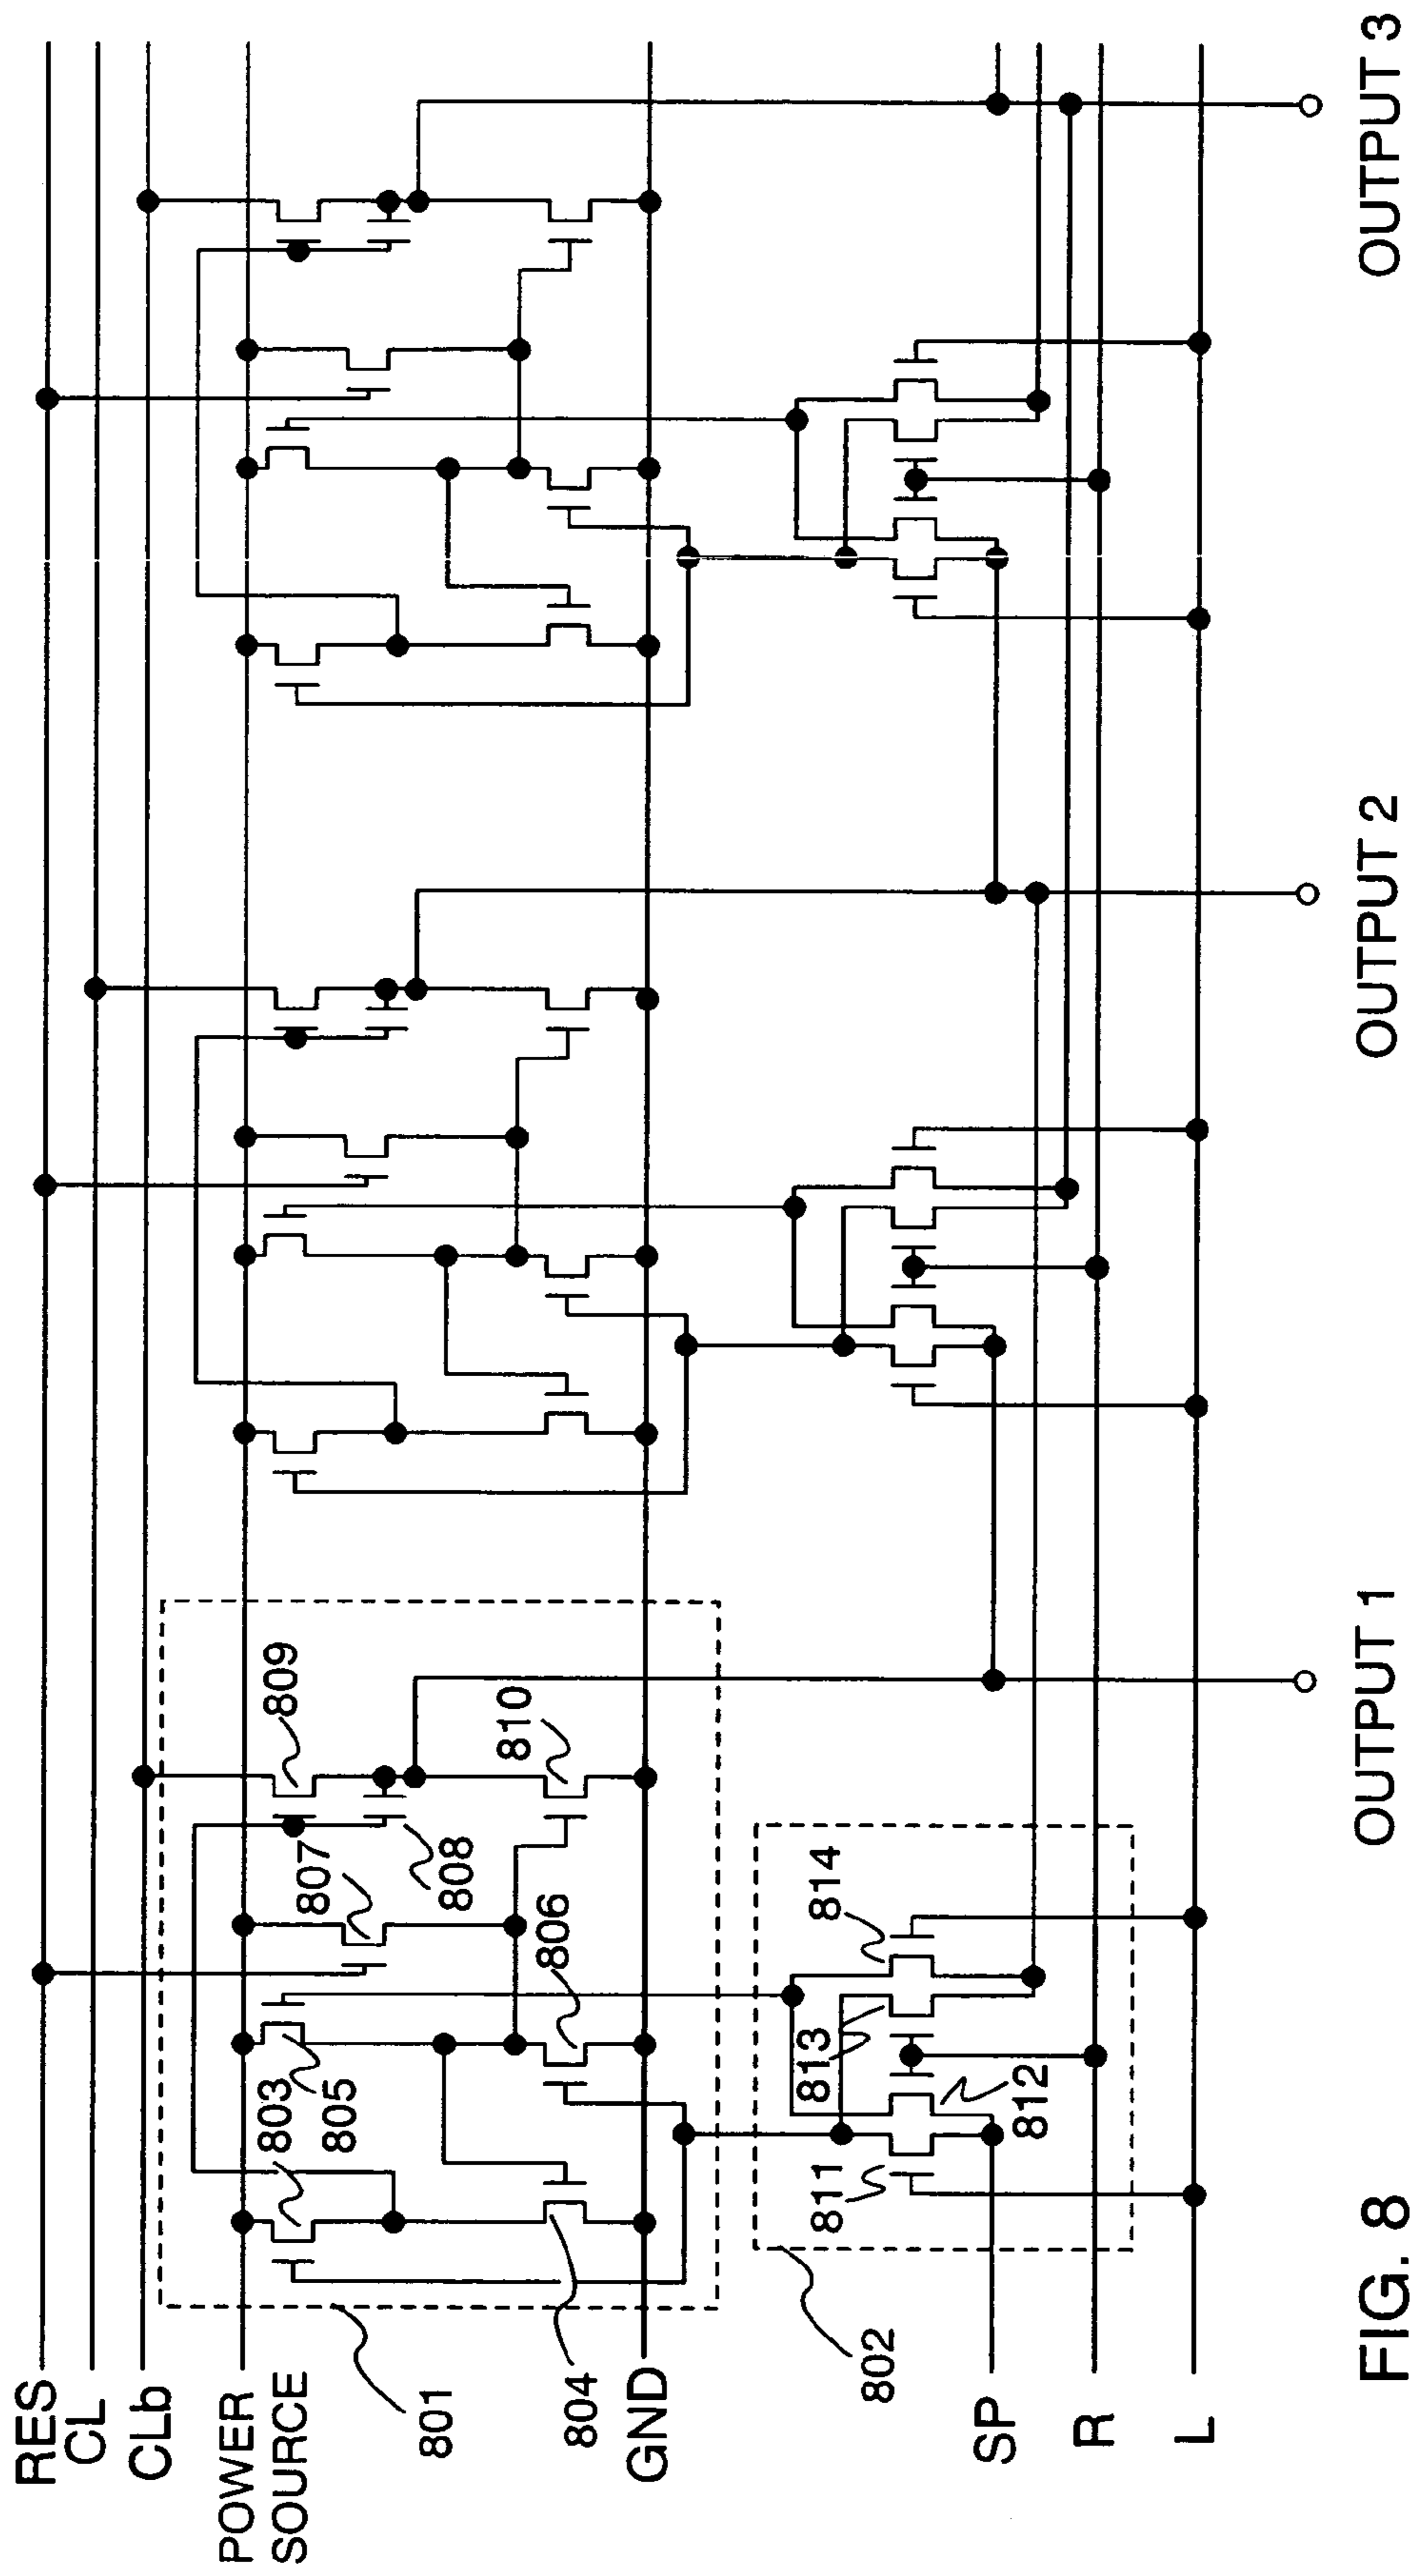 RES
CL
CLb
POWER
SOURCE
801
803
805
807
809
808
806
810
804
GND
802
811
813
814
812
SP
R
L
OUTPUT 1
OUTPUT 2
OUTPUT 3
FIG. 8